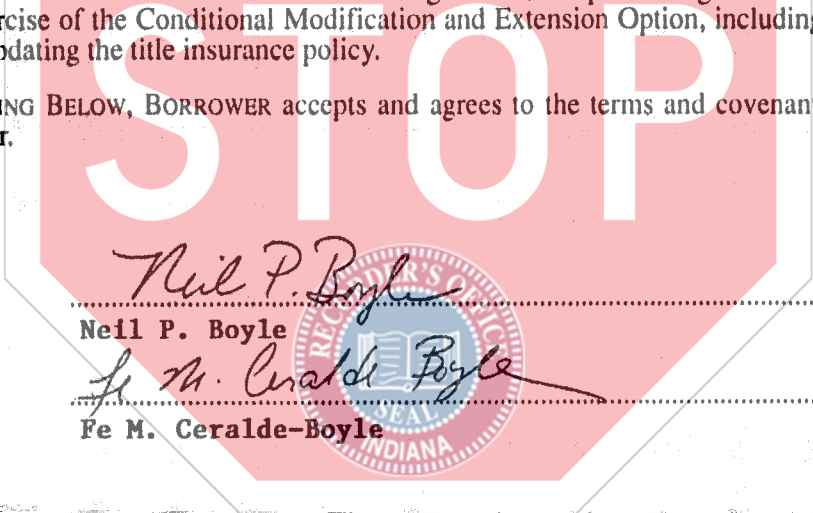 rcise of the Conditional Modification and Extension Option, including
pdating the title insurance policy.
NG BELOW, BORROWER accepts and agrees to the terms and covenant
r.
STOP
Neil P. Boyle
Neil P. Boyle
Fe M. Ceralde Boyle
Fe M. Ceralde-Boyle
RECORDER'S OFFICE
SEAL
INDIANA